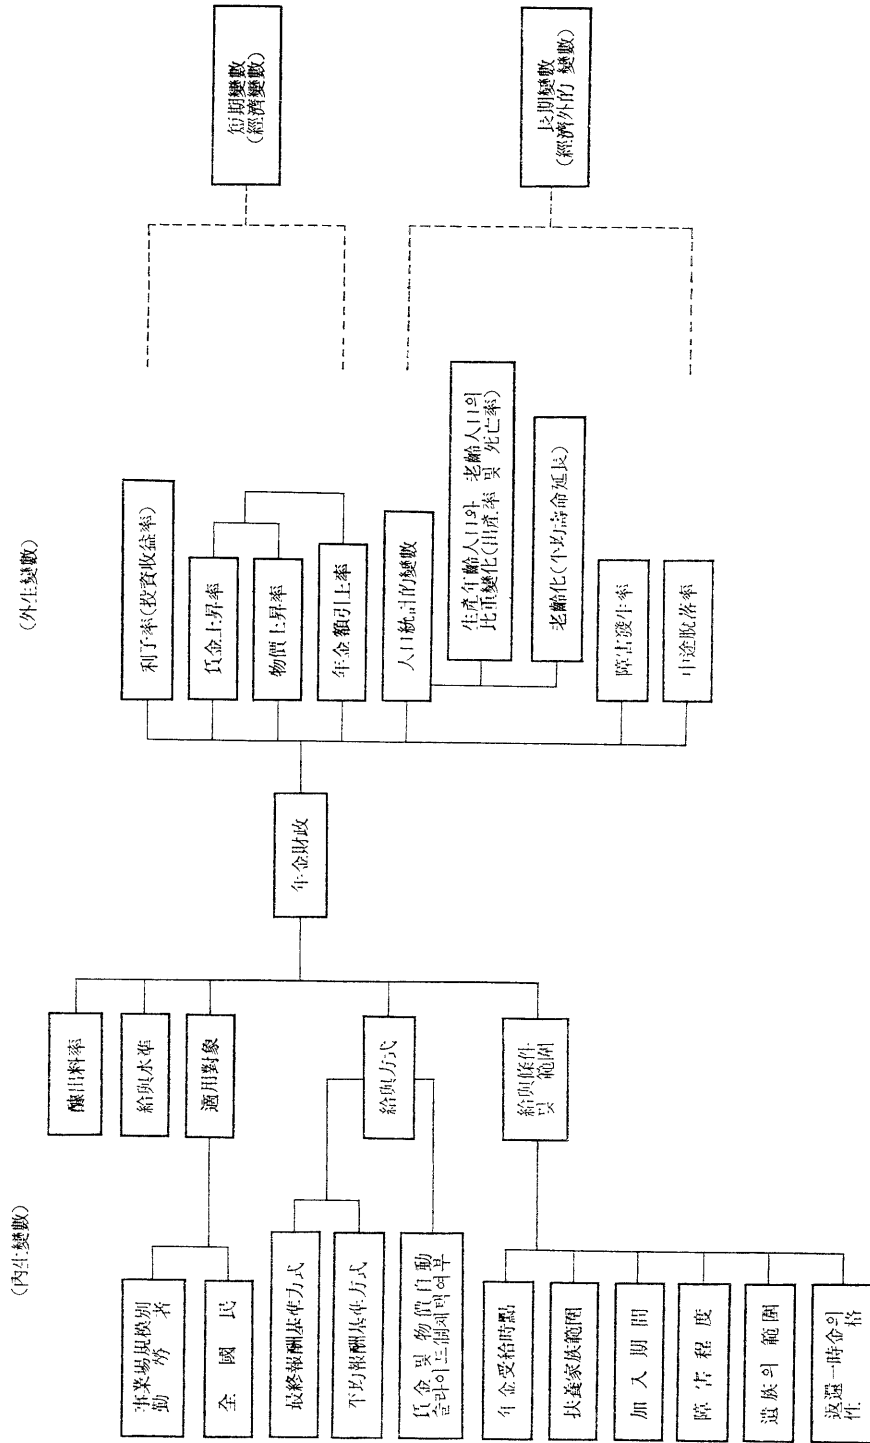 (內生變數)
(外生變數)
事業場規模別
勤勞者
全國民
最終報酬基準方式
平均報酬基準方式
賃金 및 物價自動
슬라이드制채택여부
年金受給時點
扶養家族範圍
加入期間
障害程度
遺族의 範圍
返還一時金의
性格
醵出料率
給與水準
適用對象
給與方式
給與條件
및 範圍
年金財政
利子率(投資收益率)
賃金上昇率
物價上昇率
年金額引上率
人口統計的變數
生產年齡人口와 老齡人口의
比重變化(出產率 및 死亡率)
老齡化(平均壽命延長)
障害發生率
中途脫落率
短期變數
(經濟變數)
長期變數
(經濟外的 變數)